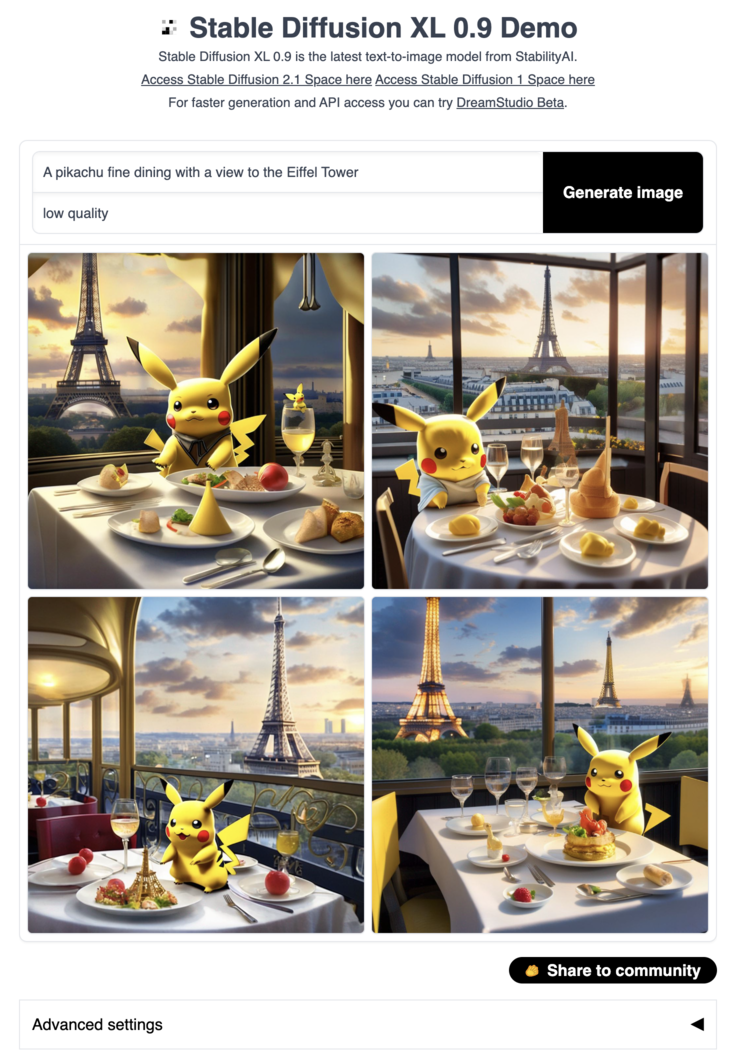 Stable Diffusion XL 0.9 Demo
Stable Diffusion XL 0.9 is the latest text-to-image model from StabilityAI.
Access Stable Diffusion 2.1 Space here Access Stable Diffusion 1 Space here
For faster generation and API access you can try DreamStudio Beta.
A pikachu fine dining with a view to the Eiffel Tower
Generate image
low quality
Share to community
Advanced settings